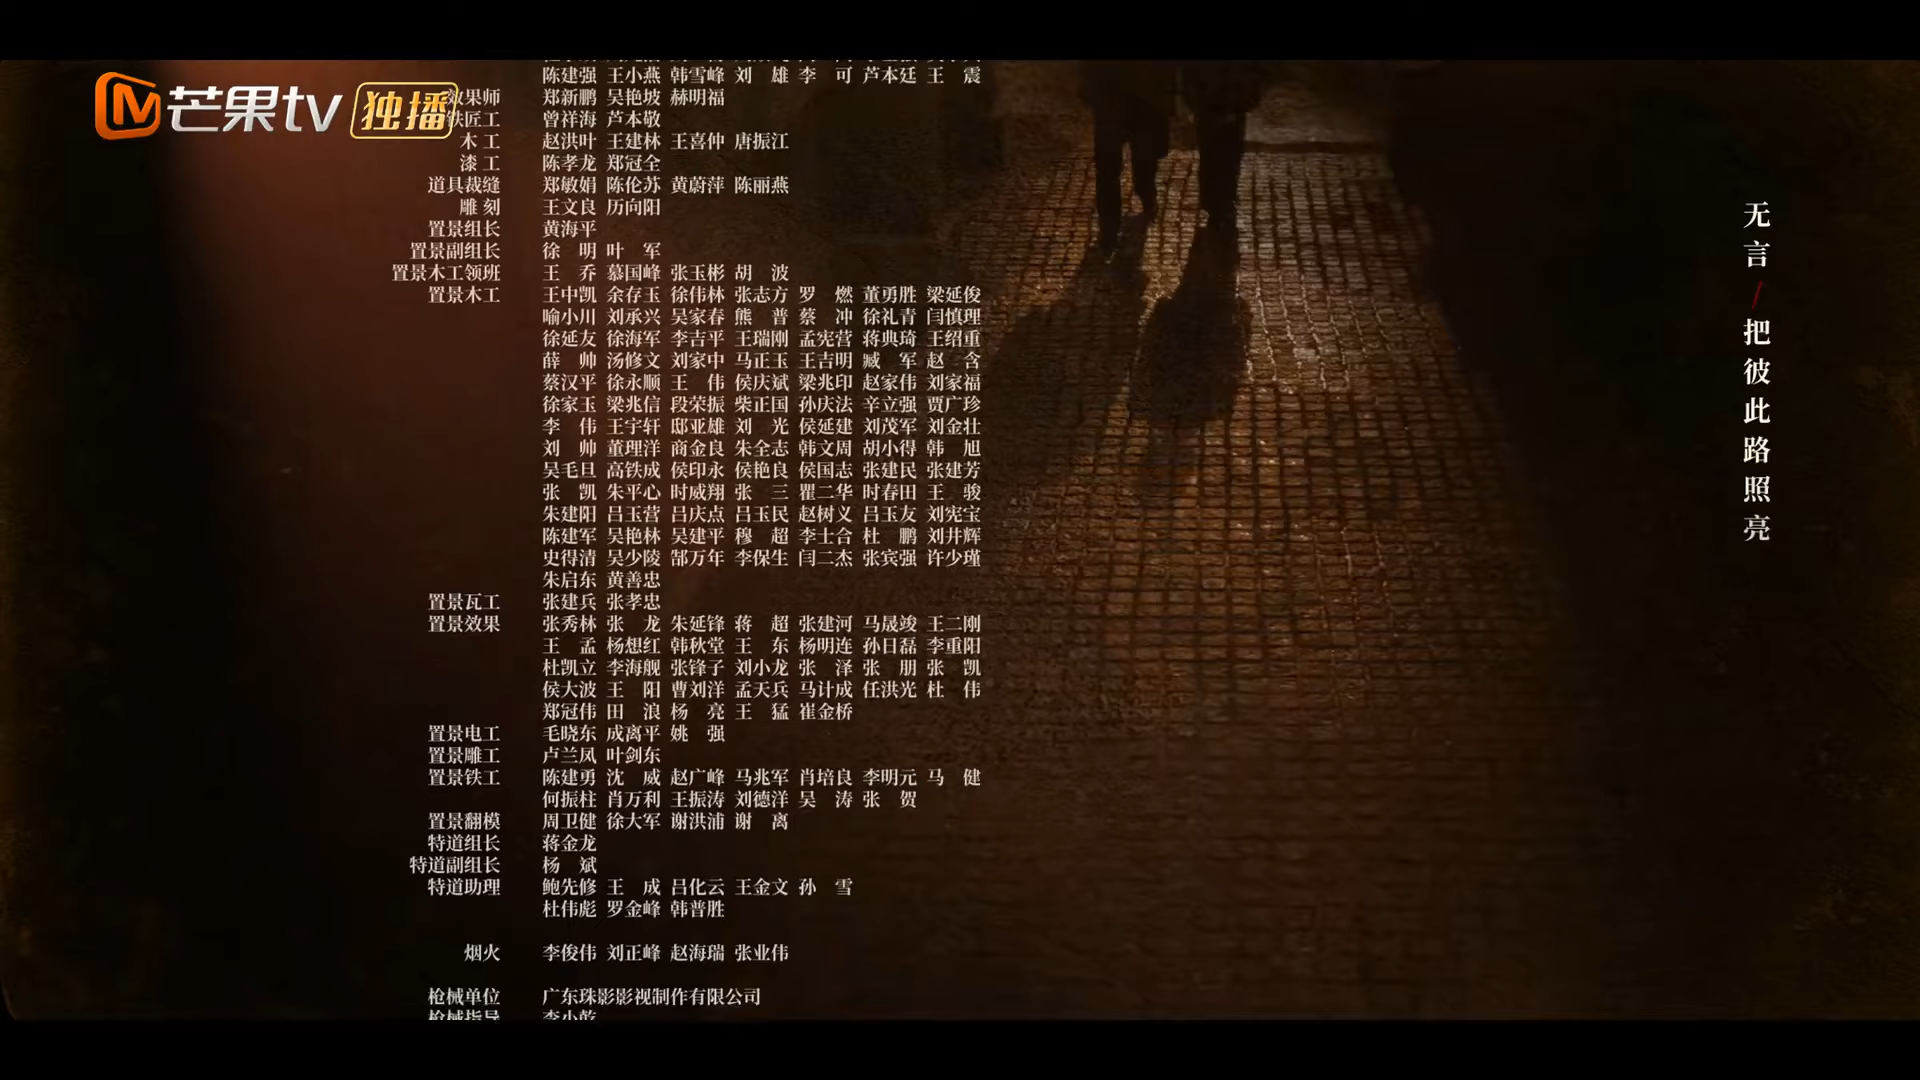 芒果tv 独播
陈建强 王小燕 韩雪峰 刘 雄 李 可 芦本廷 王 震
效果师 郑新鹏 吴艳坡 赫明福
铁匠工 曾祥海 芦本敬
木工 赵洪叶 王建林 王喜仲 唐振江
漆工 陈孝龙 郑冠全
道具裁缝 郑敏娟 陈伦苏 黄蔚萍 陈丽燕
雕刻 王文良 历向阳
置景组长 黄海平
置景副组长 徐 明 叶 军
置景木工领班 王 乔 慕国峰 张玉彬 胡 波
置景木工 王中凯 余存玉 徐伟林 张志方 罗 燃 董勇胜 梁延俊
喻小川 刘承兴 吴家春 熊 普 蔡 冲 徐礼青 闫慎理
徐延友 徐海军 李吉平 王瑞刚 孟宪营 蒋典琦 王绍重
薛 帅 汤修文 刘家中 马正玉 王吉明 臧 军 赵 含
蔡汉平 徐永顺 王 伟 侯庆斌 梁兆印 赵家伟 刘家福
徐家玉 梁兆信 段荣振 柴正国 孙庆法 辛立强 贾广珍
李 伟 王宇轩 邸亚雄 刘 光 侯延建 刘茂军 刘金壮
刘 帅 董理洋 商金良 朱全志 韩文周 胡小得 韩 旭
吴毛旦 高铁成 侯印永 侯艳良 侯国志 张建民 张建芳
张 凯 朱平心 时威翔 张 三 瞿二华 时春田 王 骏
朱建阳 吕玉营 吕庆点 吕玉民 赵树义 吕玉友 刘宪宝
陈建军 吴艳林 吴建平 穆 超 李士合 杜 鹏 刘井辉
史得清 吴少陵 郜万年 李保生 闫二杰 张宾强 许少瑾
朱启东 黄善忠
置景瓦工 张建兵 张孝忠
置景效果 张秀林 张 龙 朱延锋 蒋 超 张建河 马晟竣 王二刚
王 孟 杨想红 韩秋堂 王 东 杨明连 孙日磊 李重阳
杜凯立 李海舰 张锋子 刘小龙 张 泽 张 朋 张 凯
侯大波 王 阳 曹刘洋 孟天兵 马计成 任洪光 杜 伟
郑冠伟 田 浪 杨 亮 王 猛 崔金桥
置景电工 毛晓东 成离平 姚 强
置景雕工 卢兰凤 叶剑东
置景铁工 陈建勇 沈 威 赵广峰 马兆军 肖培良 李明元 马 健
何振柱 肖万利 王振涛 刘德洋 吴 涛 张 贺
置景翻模 周卫健 徐大军 谢洪浦 谢 离
特道组长 蒋金龙
特道副组长 杨 斌
特道助理 鲍先修 王 成 吕化云 王金文 孙 雪
杜伟彪 罗金峰 韩普胜
烟火 李俊伟 刘正峰 赵海瑞 张业伟
枪械单位 广东珠影影视制作有限公司
枪械指导 李小乾
无言/把彼此路照亮